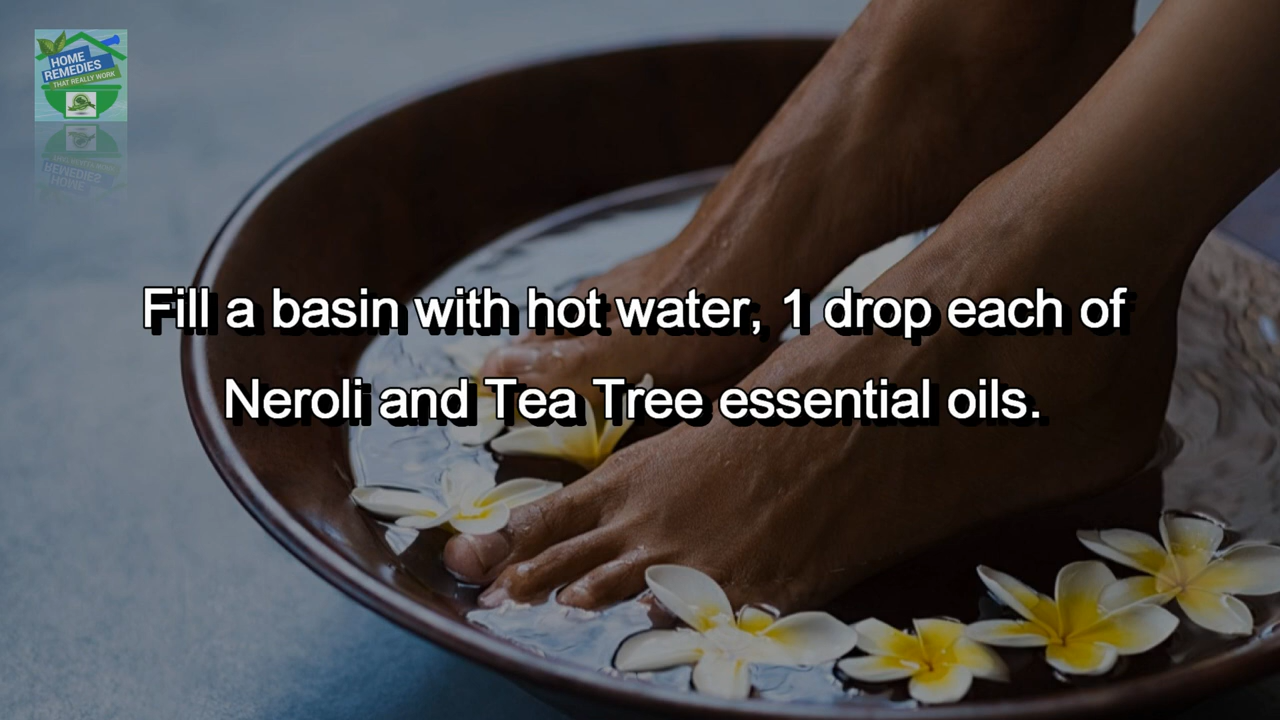 HOME
REMEDIES
THAT REALLY WORK
Fill a basin with hot water, 1 drop each of
Neroli and Tea Tree essential oils.